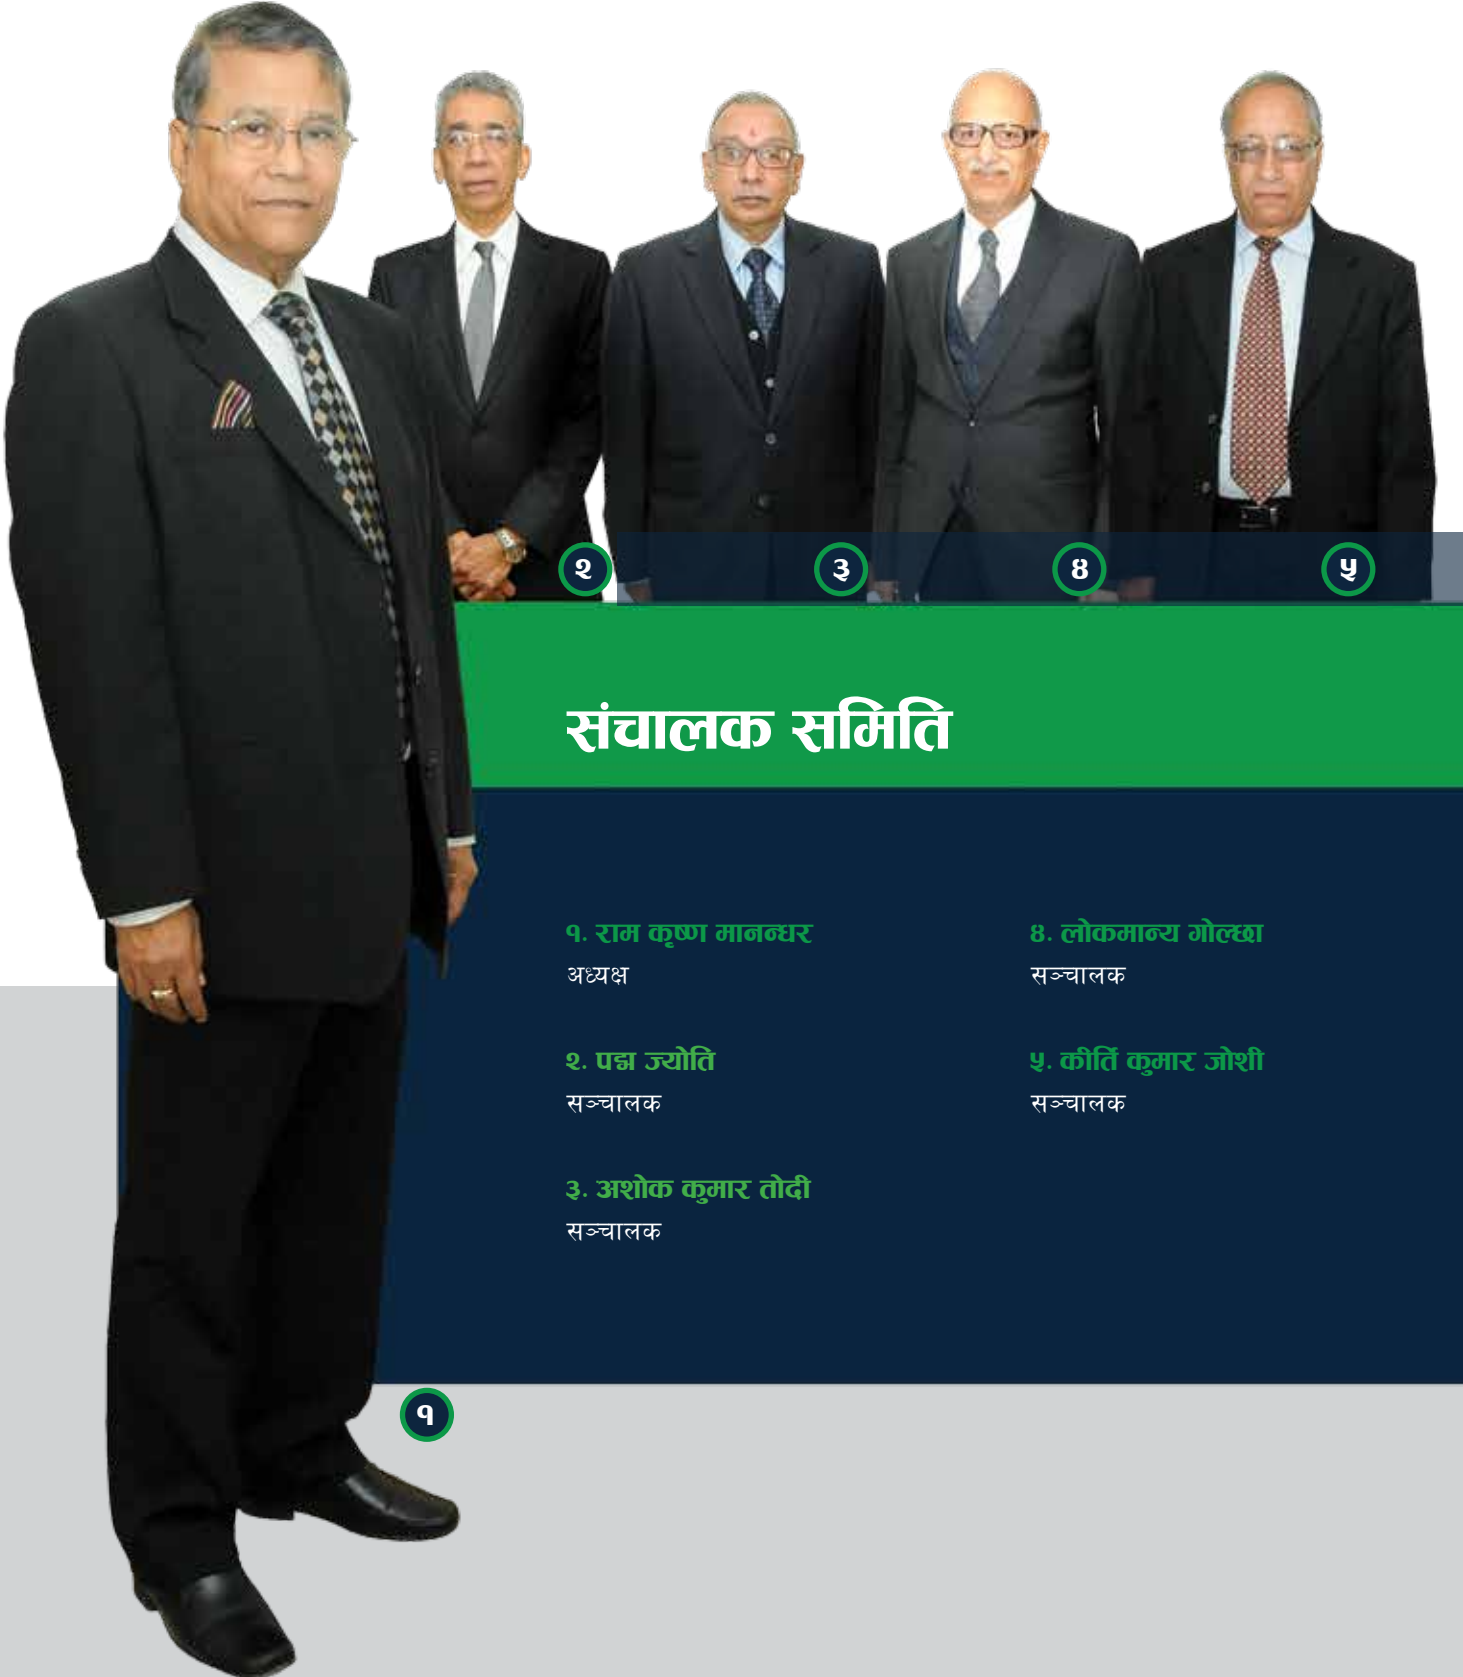 २
३
४
५
संचालक समिति
१. राम कृष्ण मानन्धर
अध्यक्ष
२. पद्म ज्योति
सञ्चालक
३. अशोक कुमार तोदी
सञ्चालक
४. लोकमान्य गोल्छा
सञ्चालक
५. कीर्ति कुमार जोशी
सञ्चालक
१